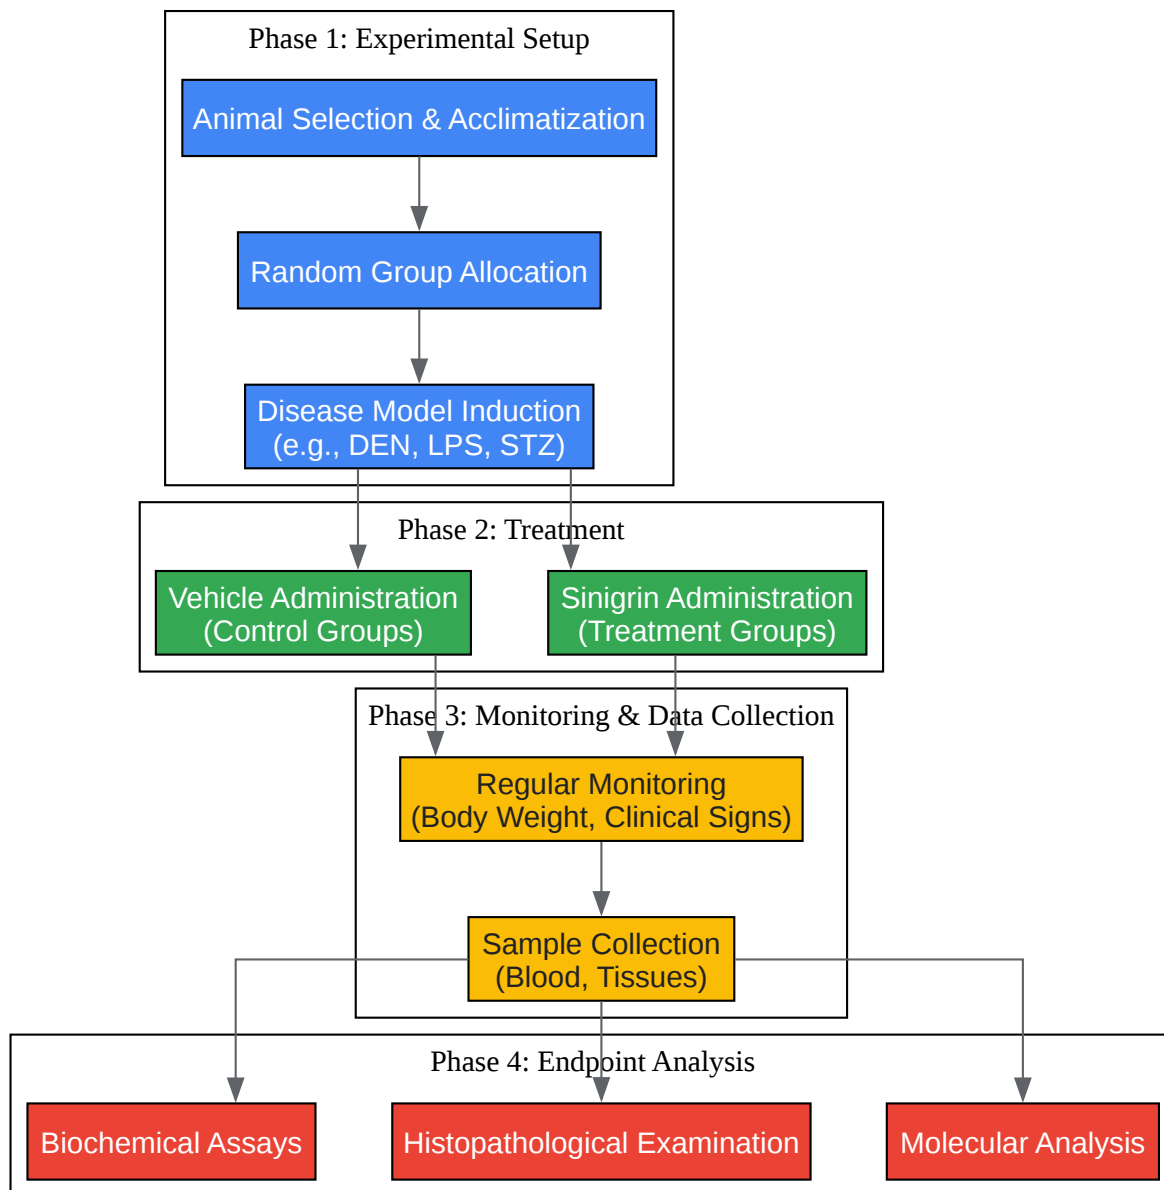 Phase 1: Experimental Setup
Animal Selection & Acclimatization
Random Group Allocation
Disease Model Induction
(e.g., DEN, LPS, STZ)
Phase 2: Treatment
Vehicle Administration
(Control Groups)
Sinigrin Administration
(Treatment Groups)
Phase 3: Monitoring & Data Collection
Regular Monitoring
(Body Weight, Clinical Signs)
Sample Collection
(Blood, Tissues)
Phase 4: Endpoint Analysis
Biochemical Assays
Histopathological Examination
Molecular Analysis